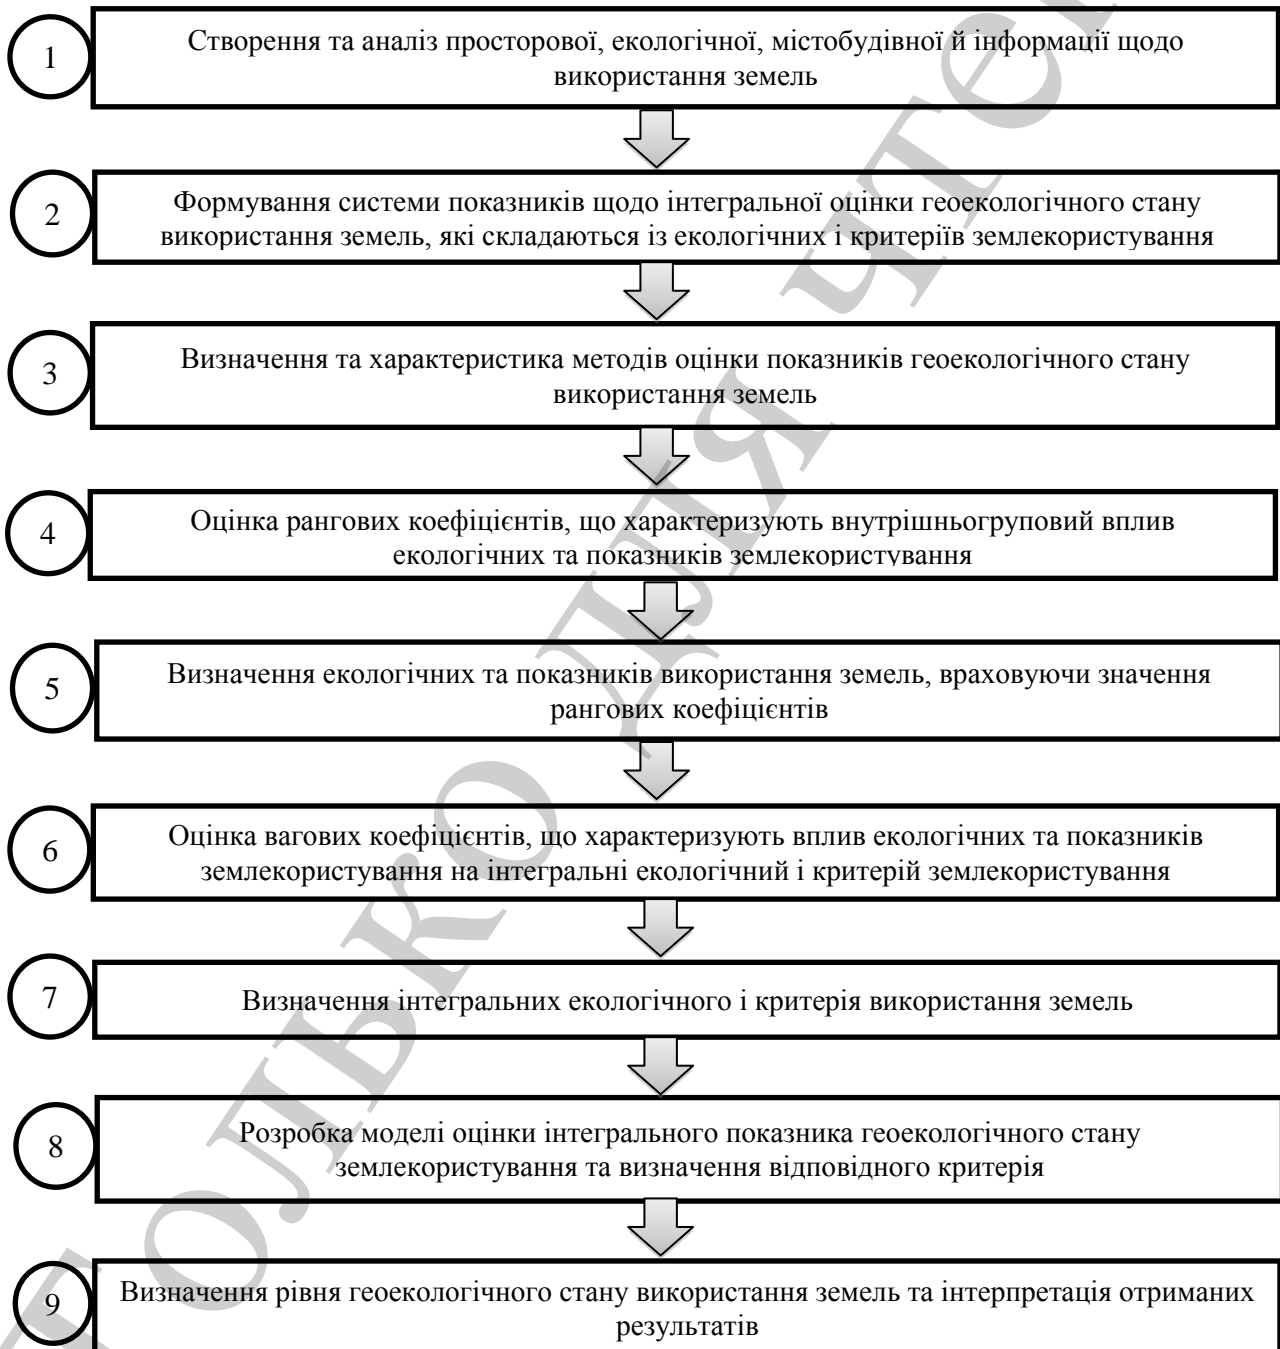 1
Створення та аналіз просторової, екологічної, містобудівної й інформації щодо
використання земель
2
Формування системи показників щодо інтегральної оцінки геоекологічного стану
використання земель, які складаються із екологічних і критеріїв землекористування
3
Визначення та характеристика методів оцінки показників геоекологічного стану
використання земель
4
Оцінка рангових коефіцієнтів, що характеризують внутрішньогруповий вплив
екологічних та показників землекористування
5
Визначення екологічних та показників використання земель, враховуючи значення
рангових коефіцієнтів
6
Оцінка вагових коефіцієнтів, що характеризують вплив екологічних та показників
землекористування на інтегральні екологічний і критерій землекористування
7
Визначення інтегральних екологічного і критерія використання земель
8
Розробка моделі оцінки інтегрального показника геоекологічного стану
землекористування та визначення відповідного критерія
9
Визначення рівня геоекологічного стану використання земель та інтерпретація отриманих
результатів
Только для чте